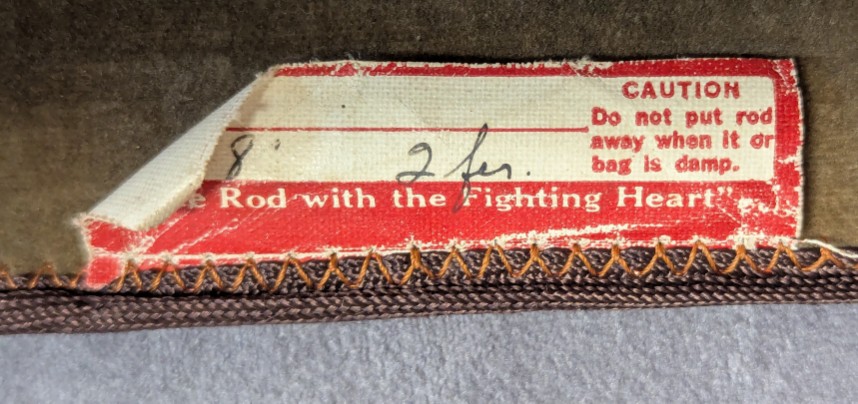 CAUTION
Do not put rod
away when it or
bag is damp.
8' 2 fer.
Rod with the Fighting Heart"